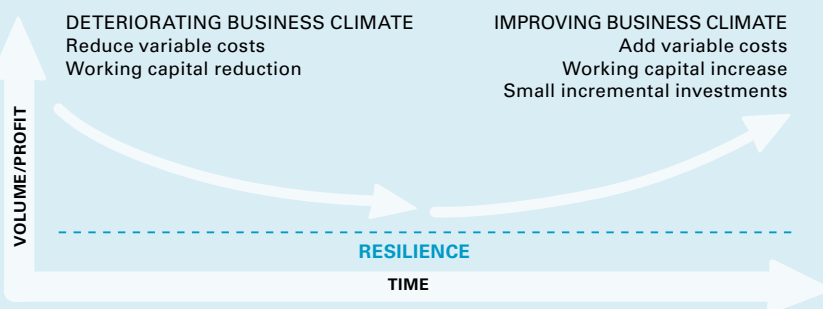 DETERIORATING BUSINESS CLIMATE
Reduce variable costs
Working capital reduction
IMPROVING BUSINESS CLIMATE
Add variable costs
Working capital increase
Small incremental investments
VOLUME/PROFIT
RESILIENCE
TIME